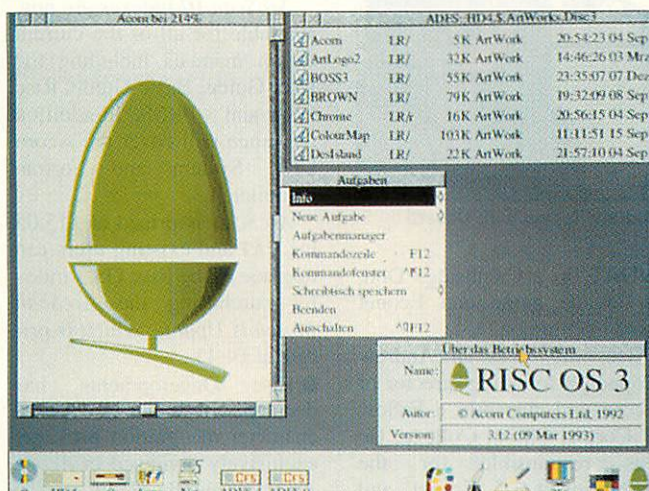 Acorn bei 214%
ADFS::HD4.$.ArtWorks.Disc3
Acorn LR/ 5K ArtWork 20:54:23 04 Sep
ArtLogo2 LR/ 32K ArtWork 14:46:26 03 Mrz
BOSS3 LR/ 55K ArtWork 23:35:07 07 Dez
BROWN LR/ 79K ArtWork 19:32:09 08 Sep
Chrome LR/r 16K ArtWork 20:56:15 04 Sep
ColourMap LR/ 103K ArtWork 11:11:51 15 Sep
DesIsland LR/ 22K ArtWork 21:57:10 04 Sep
Aufgaben
Info
Neue Aufgabe
Aufgabenmanager
Kommandozeile F12
Kommandofenster ^F12
Schreibtisch speichern
Beenden
Ausschalten ^⇧F12
Über das Betriebssystem
Name: RISC OS 3
Autor: © Acorn Computers Ltd, 1992
Version: 3.12 (09 Mar 1993)
CFS CFS